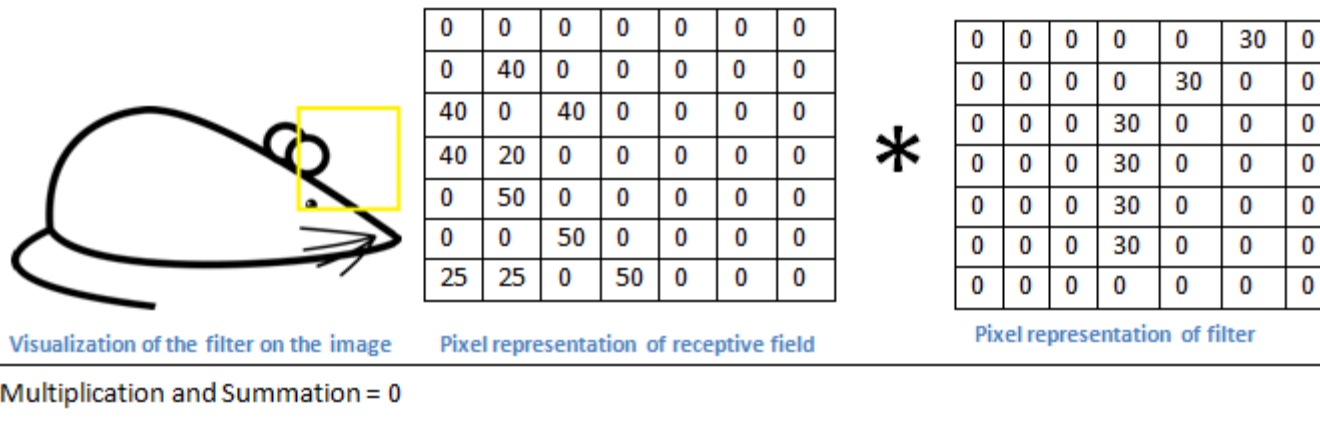 0 0 0 0 0 0 0
0 40 0 0 0 0 0
40 0 40 0 0 0 0
40 20 0 0 0 0 0
0 50 0 0 0 0 0
0 0 50 0 0 0 0
25 25 0 50 0 0 0
*
0 0 0 0 0 30 0
0 0 0 0 30 0 0
0 0 0 30 0 0 0
0 0 0 30 0 0 0
0 0 0 30 0 0 0
0 0 0 30 0 0 0
0 0 0 0 0 0 0
Visualization of the filter on the image
Pixel representation of receptive field
Pixel representation of filter
Multiplication and Summation = 0